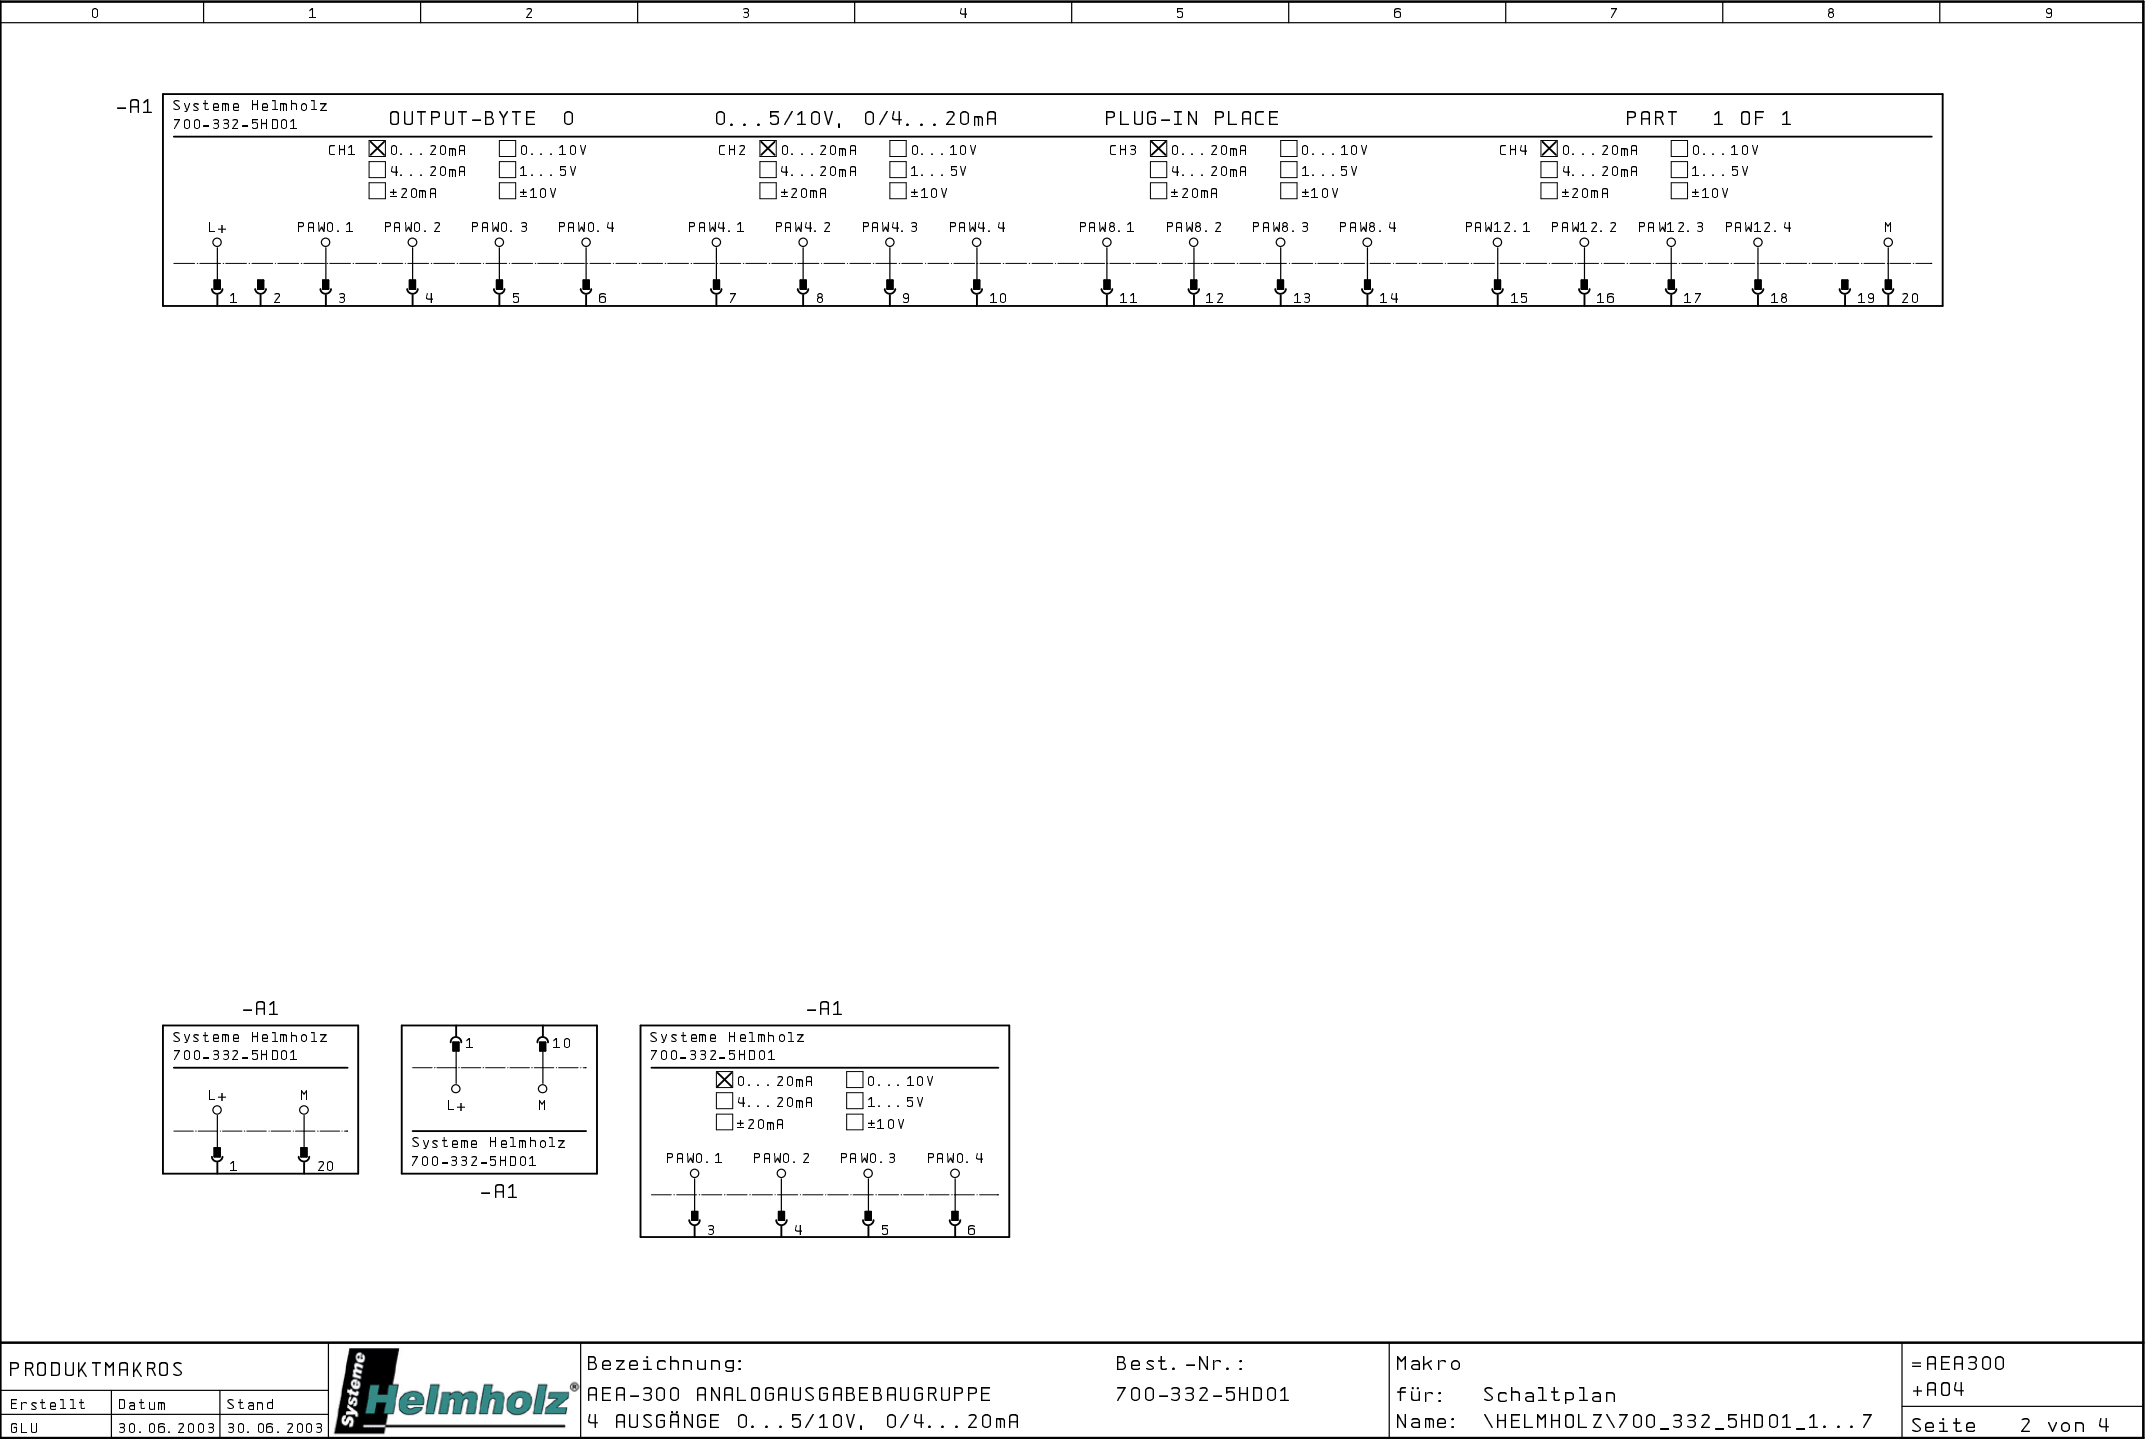 0 1 2 3 4 5 6 7 8 9
-A1
Systeme Helmholz
700-332-5HD01
OUTPUT-BYTE 0 0...5/10V, 0/4...20mA PLUG-IN PLACE PART 1 OF 1
CH1 0...20mA 0...10V CH2 0...20mA 0...10V CH3 0...20mA 0...10V CH4 0...20mA 0...10V
4...20mA 1...5V 4...20mA 1...5V 4...20mA 1...5V 4...20mA 1...5V
±20mA ±10V ±20mA ±10V ±20mA ±10V ±20mA ±10V
L+ PAW0.1 PAW0.2 PAW0.3 PAW0.4 PAW4.1 PAW4.2 PAW4.3 PAW4.4 PAW8.1 PAW8.2 PAW8.3 PAW8.4 PAW12.1 PAW12.2 PAW12.3 PAW12.4 M
1 2 3 4 5 6 7 8 9 10 11 12 13 14 15 16 17 18 19 20
-A1
Systeme Helmholz
700-332-5HD01
L+ M
1 20
1 10
L+ M
Systeme Helmholz
700-332-5HD01
-A1
-A1
Systeme Helmholz
700-332-5HD01
0...20mA 0...10V
4...20mA 1...5V
±20mA ±10V
PAW0.1 PAW0.2 PAW0.3 PAW0.4
3 4 5 6
PRODUKTMAKROS
Erstellt Datum Stand
GLU 30.06.2003 30.06.2003
Systeme Helmholz®
Bezeichnung:
AEA-300 ANALOGAUSGABEBAUGRUPPE
4 AUSGÄNGE 0...5/10V, 0/4...20mA
Best.-Nr.:
700-332-5HD01
Makro
für: Schaltplan
Name: \HELMHOLZ\700_332_5HD01_1...7
=AEA300
+A04
Seite 2 von 4